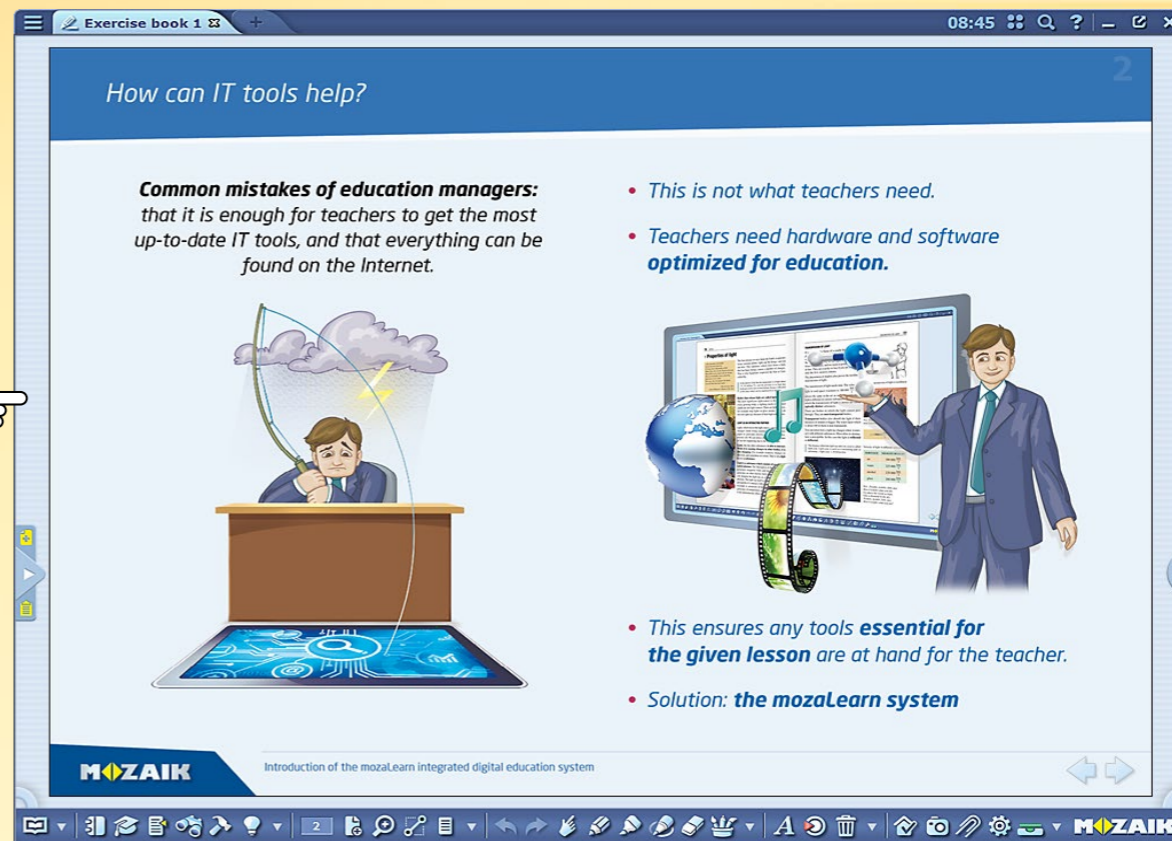 Exercise book 1
08:45
2
How can IT tools help?
Common mistakes of education managers:
that it is enough for teachers to get the most
up-to-date IT tools, and that everything can be
found on the Internet.
• This is not what teachers need.
• Teachers need hardware and software
optimized for education.
Properties of light
• This ensures any tools essential for
the given lesson are at hand for the teacher.
• Solution: the mozaLearn system
MOZAIK
Introduction of the mozaLearn integrated digital education system
2
A
MOZAIK